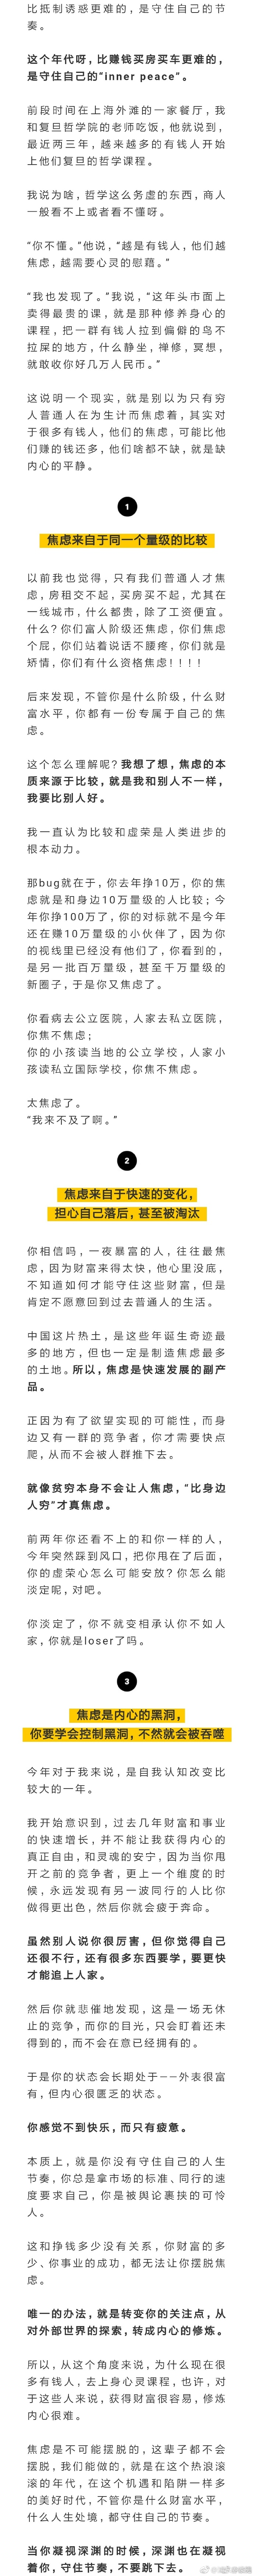 比抵制诱惑更难的，是守住自己的节
奏。
这个年代呀，比赚钱买房买车更难的，
是守住自己的“inner peace”。
前段时间在上海外滩的一家餐厅，我
和复旦哲学院的老师吃饭，他就说到，
最近两三年，越来越多的有钱人开始
上他们复旦的哲学课程。
我说为啥，哲学这么务虚的东西，商人
一般看不上或者看不懂呀。
“你不懂。”他说，“越是有钱人，他们越
焦虑，越需要心灵的慰藉。”
“我也发现了。”我说，“这年头市面上
卖得最贵的课，就是那种修养身心的
课程，把一群有钱人拉到偏僻的鸟不
拉屎的地方，什么静坐，禅修，冥想，
就敢收你好几万人民币。”
这说明一个现实，就是别以为只有穷
人普通人在为生计而焦虑着，其实对
于很多有钱人，他们的焦虑，可能比他
们赚的钱还多，他们啥都不缺，就是缺
内心的平静。
1
焦虑来自于同一个量级的比较
以前我也觉得，只有我们普通人才焦
虑，房租交不起，买房买不起，尤其在
一线城市，什么都贵，除了工资便宜。
什么？你们富人阶级还焦虑，你们焦虑
个屁，你们站着说话不腰疼，你们就是
矫情，你们有什么资格焦虑！！！！
后来发现，不管你是什么阶级，什么财
富水平，你都有一份专属于自己的焦
虑。
这个怎么理解呢？我想了想，焦虑的本
质来源于比较，就是我和别人不一样，
我要比别人好。
我一直认为比较和虚荣是人类进步的
根本动力。
那bug就在于，你去年挣10万，你的焦
虑就是和身边10万量级的人比较；今
年你挣100万了，你的对标就不是今年
还在赚10万量级的小伙伴了，因为你
的视线里已经没有他们了，你看到的，
是另一批百万量级，甚至千万量级的
新圈子，于是你又焦虑了。
你看病去公立医院，人家去私立医院，
你焦不焦虑；
你的小孩读当地的公立学校，人家小
孩读私立国际学校，你焦不焦虑。
太焦虑了。
“我来不及了啊。”
2
焦虑来自于快速的变化，
担心自己落后，甚至被淘汰
你相信吗，一夜暴富的人，往往最焦
虑，因为财富来得太快，他心里没底，
不知道如何才能守住这些财富，但是
肯定不愿意回到过去普通人的生活。
中国这片热土，是这些年诞生奇迹最
多的地方，但也一定是制造焦虑最多
的土地。所以，焦虑是快速发展的副产
品。
正因为有了欲望实现的可能性，而身
边又有一群的竞争者，你才需要快点
爬，从而不会被人群推下去。
就像贫穷本身不会让人焦虑，“比身边
人穷”才真焦虑。
前两年你还看不上的和你一样的人，
今年突然踩到风口，把你甩在了后面，
你的虚荣心怎么可能安放？你怎么能
淡定呢，对吧。
你淡定了，你不就变相承认你不如人
家，你就是loser了吗。
3
焦虑是内心的黑洞，
你要学会控制黑洞，不然就会被吞噬
今年对于我来说，是自我认知改变比
较大的一年。
我开始意识到，过去几年财富和事业
的快速增长，并不能让我获得内心的
真正自由，和灵魂的安宁，因为当你甩
开之前的竞争者，更上一个维度的时
候，永远发现有另一波同行的人比你
做得更出色，然后你就会疲于奔命。
虽然别人说你很厉害，但你觉得自己
还很不行，还有很多东西要学，要更快
才能追上人家。
然后你就悲催地发现，这是一场无休
止的竞争，而你的目光，只会盯着还未
得到的，而不会在意已经拥有的。
于是你的状态会长期处于——外表很富
有，但内心很匮乏的状态。
你感觉不到快乐，而只有疲惫。
本质上，就是你没有守住自己的人生
节奏，你总是拿市场的标准、同行的速
度要求自己，你是被舆论裹挟的可怜
人。
这和挣钱多少没有关系，你财富的多
少、你事业的成功，都无法让你摆脱焦
虑。
唯一的办法，就是转变你的关注点，从
对外部世界的探索，转成内心的修炼。
所以，从这个角度来说，为什么现在很
多有钱人，去上身心灵课程，也许，对
于这些人来说，获得财富很容易，修炼
内心很难。
焦虑是不可能摆脱的，这辈子都不会
摆脱，我们能做的，就是在这个热浪滚
滚的年代，在这个机遇和陷阱一样多
的美好时代，不管你是什么财富水平，
什么人生处境，都守住自己的节奏。
当你凝视深渊的时候，深渊也在凝视
着你，守住节奏，不要跳下去。